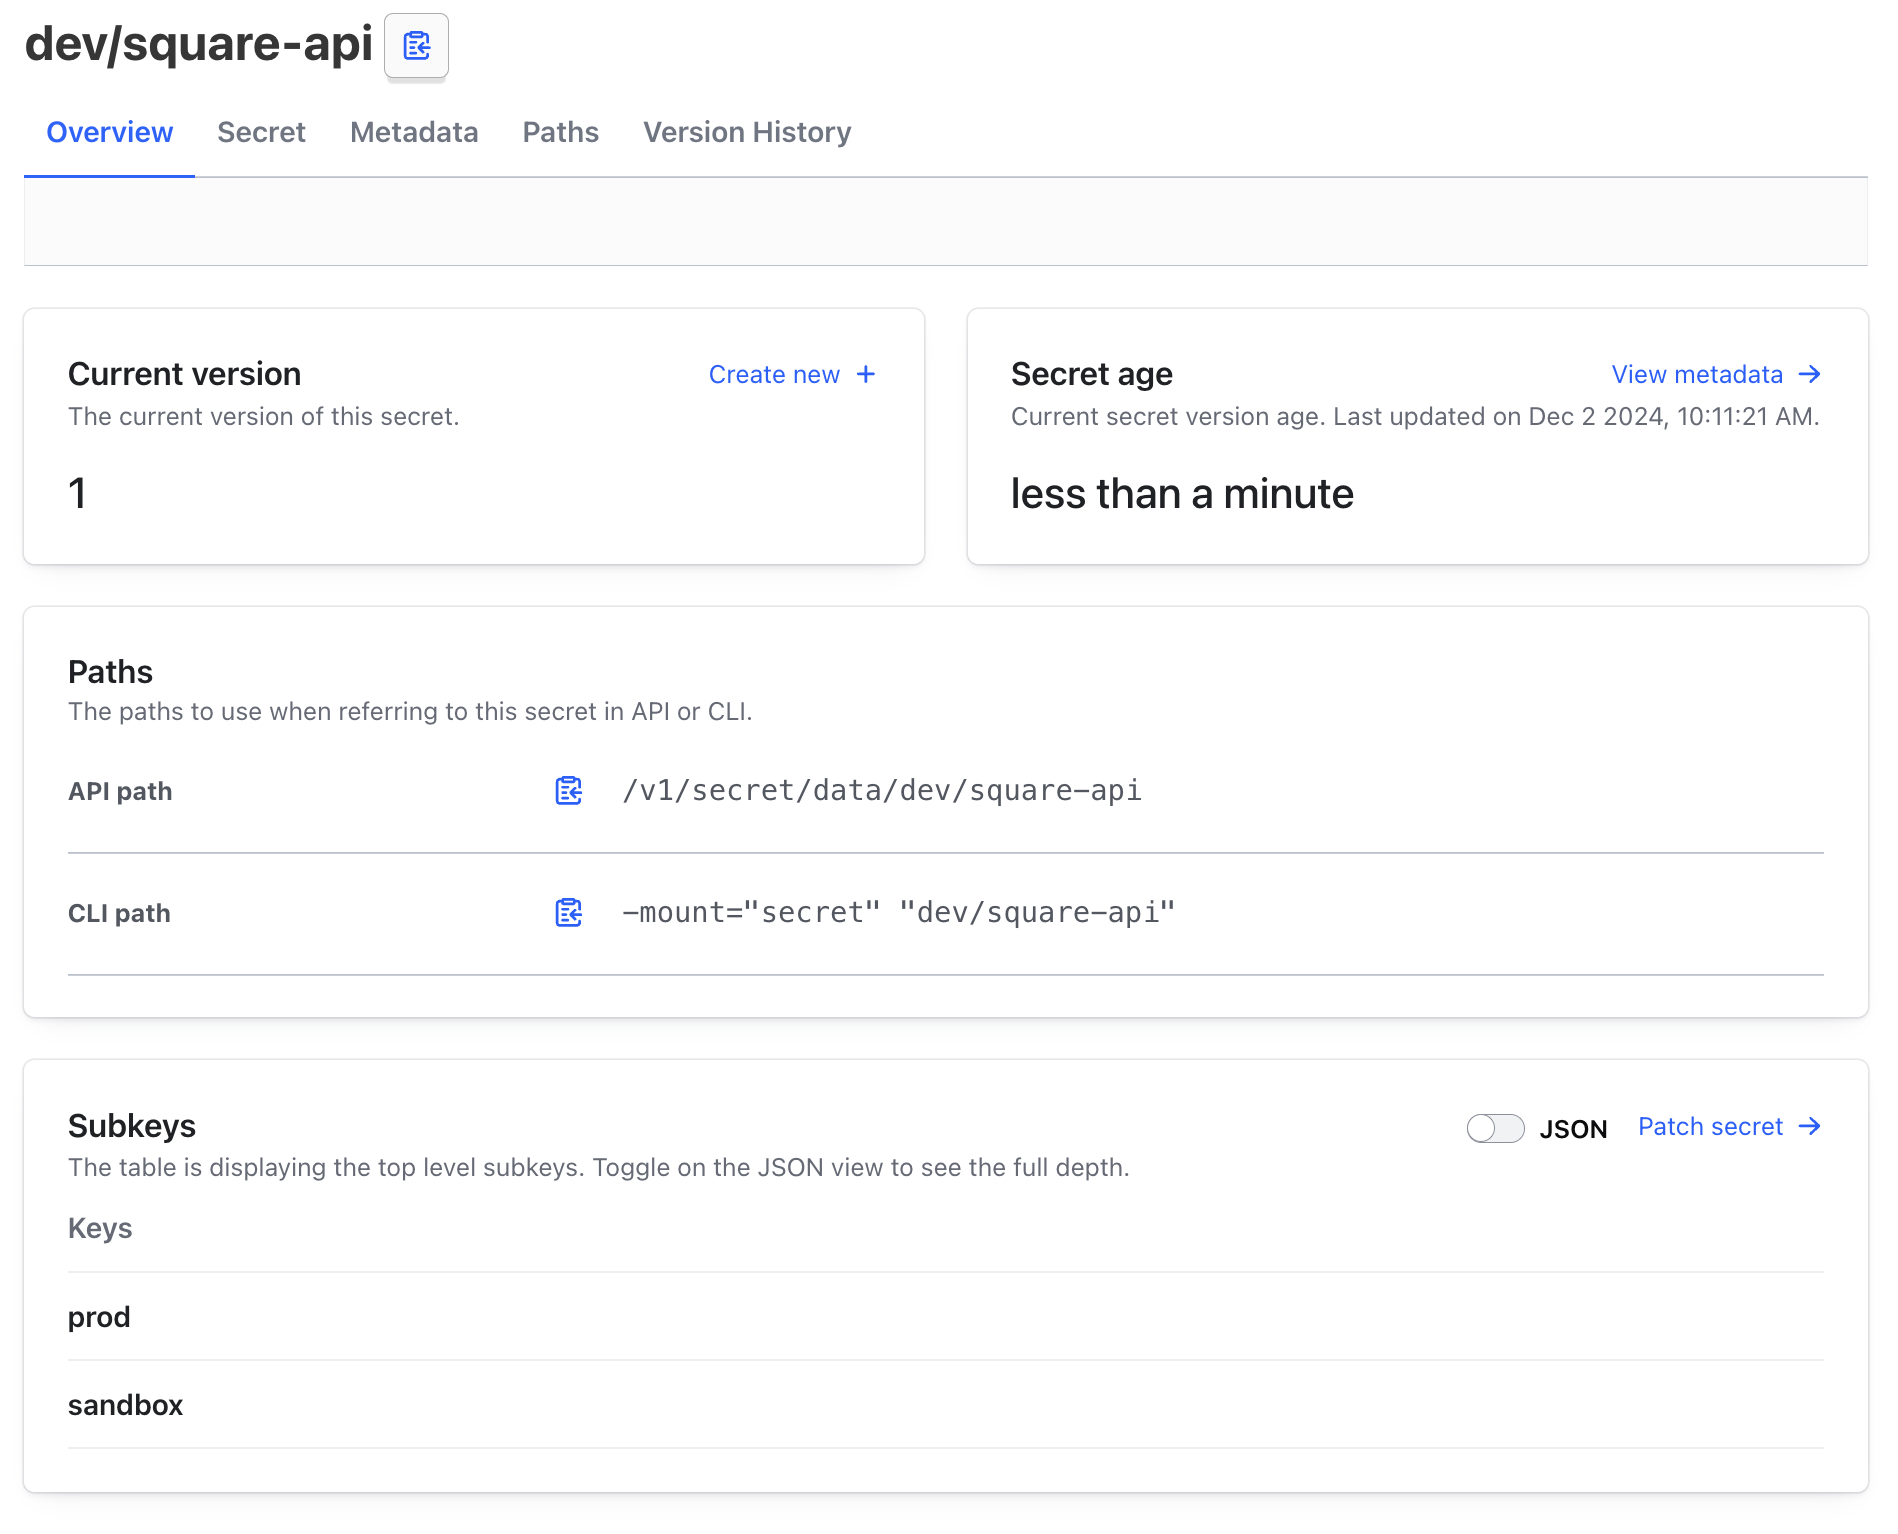 dev/square-api
Overview Secret Metadata Paths Version History
Current version
Create new
The current version of this secret.
1
Secret age
View metadata
Current secret version age. Last updated on Dec 2 2024, 10:11:21 AM.
less than a minute
Paths
The paths to use when referring to this secret in API or CLI.
API path /v1/secret/data/dev/square-api
CLI path -mount="secret" "dev/square-api"
Subkeys
JSON Patch secret
The table is displaying the top level subkeys. Toggle on the JSON view to see the full depth.
Keys
prod
sandbox